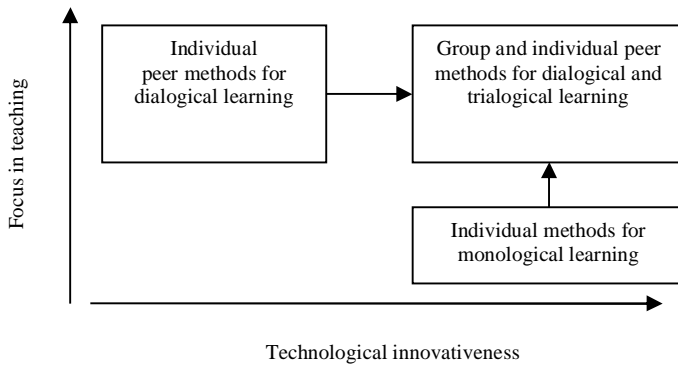 Individual
peer methods for
dialogical learning
Group and individual peer
methods for dialogical and
trialogical learning
Individual methods for
monological learning
Focus in teaching
Technological innovativeness